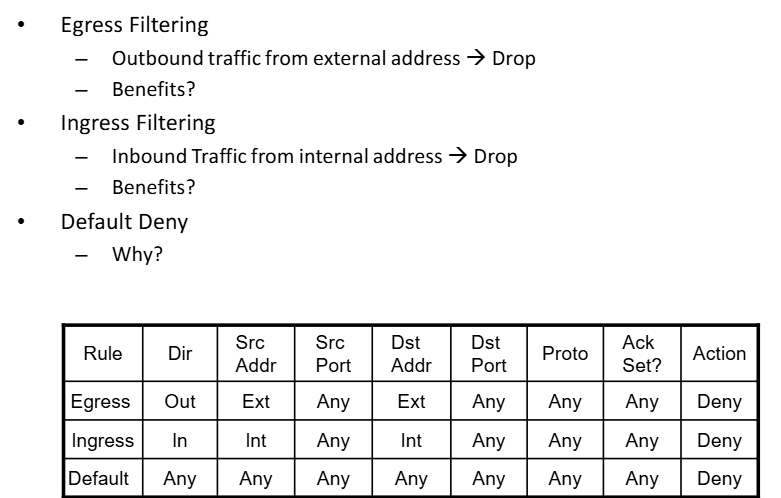 • Egress Filtering
– Outbound traffic from external address → Drop
– Benefits?
• Ingress Filtering
– Inbound Traffic from internal address → Drop
– Benefits?
• Default Deny
– Why?
Rule Dir Src Addr Src Port Dst Addr Dst Port Proto Ack Set? Action
Egress Out Ext Any Ext Any Any Any Deny
Ingress In Int Any Int Any Any Any Deny
Default Any Any Any Any Any Any Any Deny